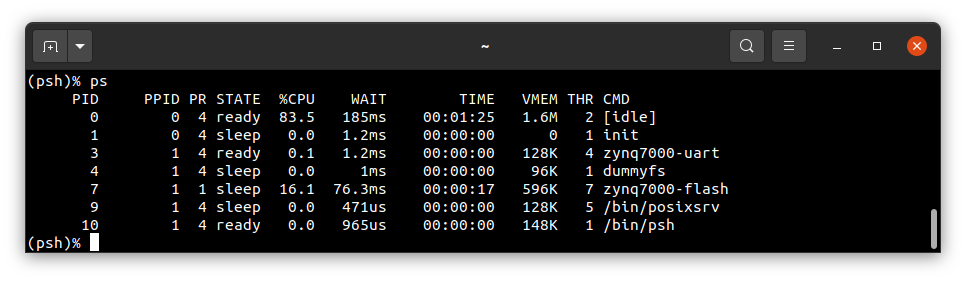 ~
(psh)% ps
PID PPID PR STATE %CPU WAIT TIME VMEM THR CMD
0 0 4 ready 83.5 185ms 00:01:25 1.6M 2 [idle]
1 0 4 sleep 0.0 1.2ms 00:00:00 0 1 init
3 1 4 ready 0.1 1.2ms 00:00:00 128K 4 zynq7000-uart
4 1 4 sleep 0.0 1ms 00:00:00 96K 1 dummyfs
7 1 1 sleep 16.1 76.3ms 00:00:17 596K 7 zynq7000-flash
9 1 4 sleep 0.0 471us 00:00:00 128K 5 /bin/posixsrv
10 1 4 ready 0.0 965us 00:00:00 148K 1 /bin/psh
(psh)%